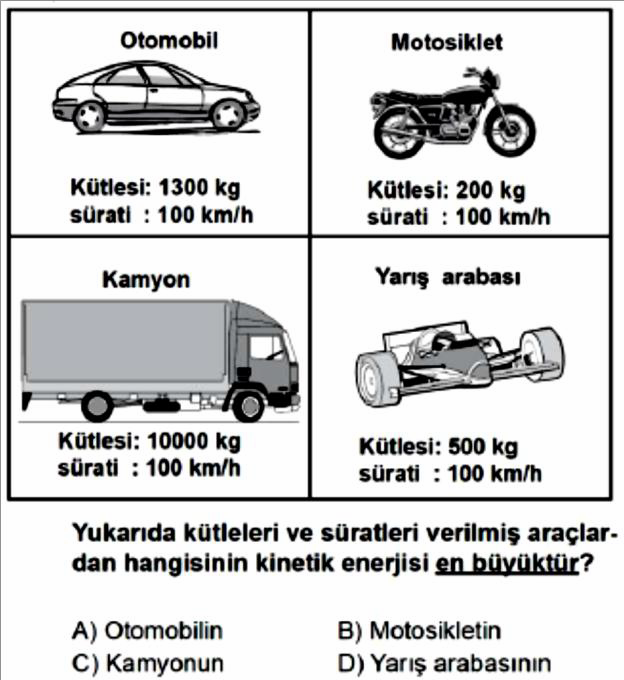 Otomobil
Kütlesi: 1300 kg
sürati : 100 km/h
Motosiklet
Kütlesi: 200 kg
sürati : 100 km/h
Kamyon
Kütlesi: 10000 kg
sürati : 100 km/h
Yarış arabası
Kütlesi: 500 kg
sürati : 100 km/h
Yukarıda kütleleri ve süratleri verilmiş araçlar-
dan hangisinin kinetik enerjisi en büyüktür?
A) Otomobilin
B) Motosikletin
C) Kamyonun
D) Yarış arabasının